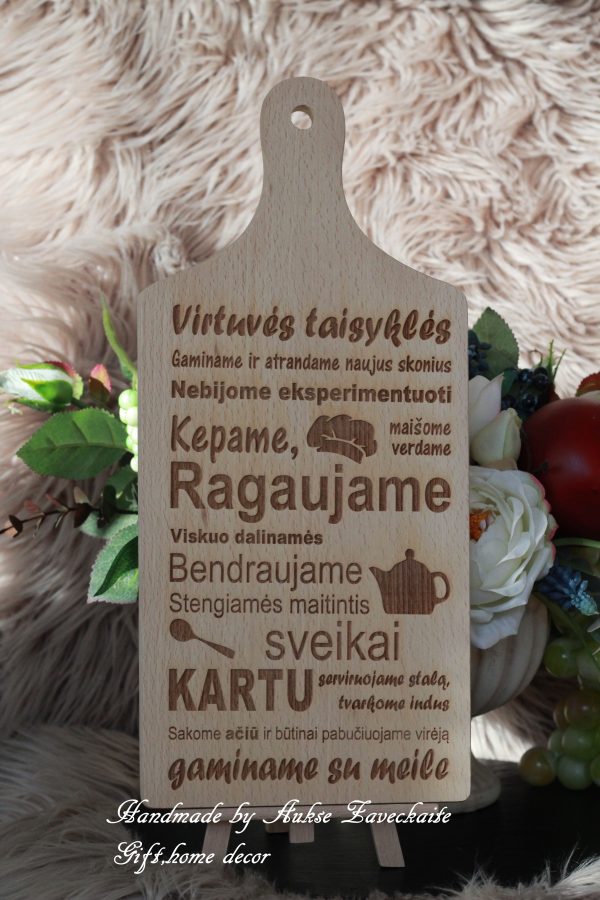 Virtuvės taisyklės
Gaminame ir atrandame naujus skonius
Nebijome eksperimentuoti
Kepame, maišome
verdame
Ragaujame
Viskuo dalinamės
Bendraujame
Stengiamės maitintis
sveikai
KARTU serviruojame stalą,
tvarkome indus
Sakome ačiū ir būtinai pabučiuojame virėją
gaminame su meile
Handmade by Aukse Zaveckaite
Gift,home decor